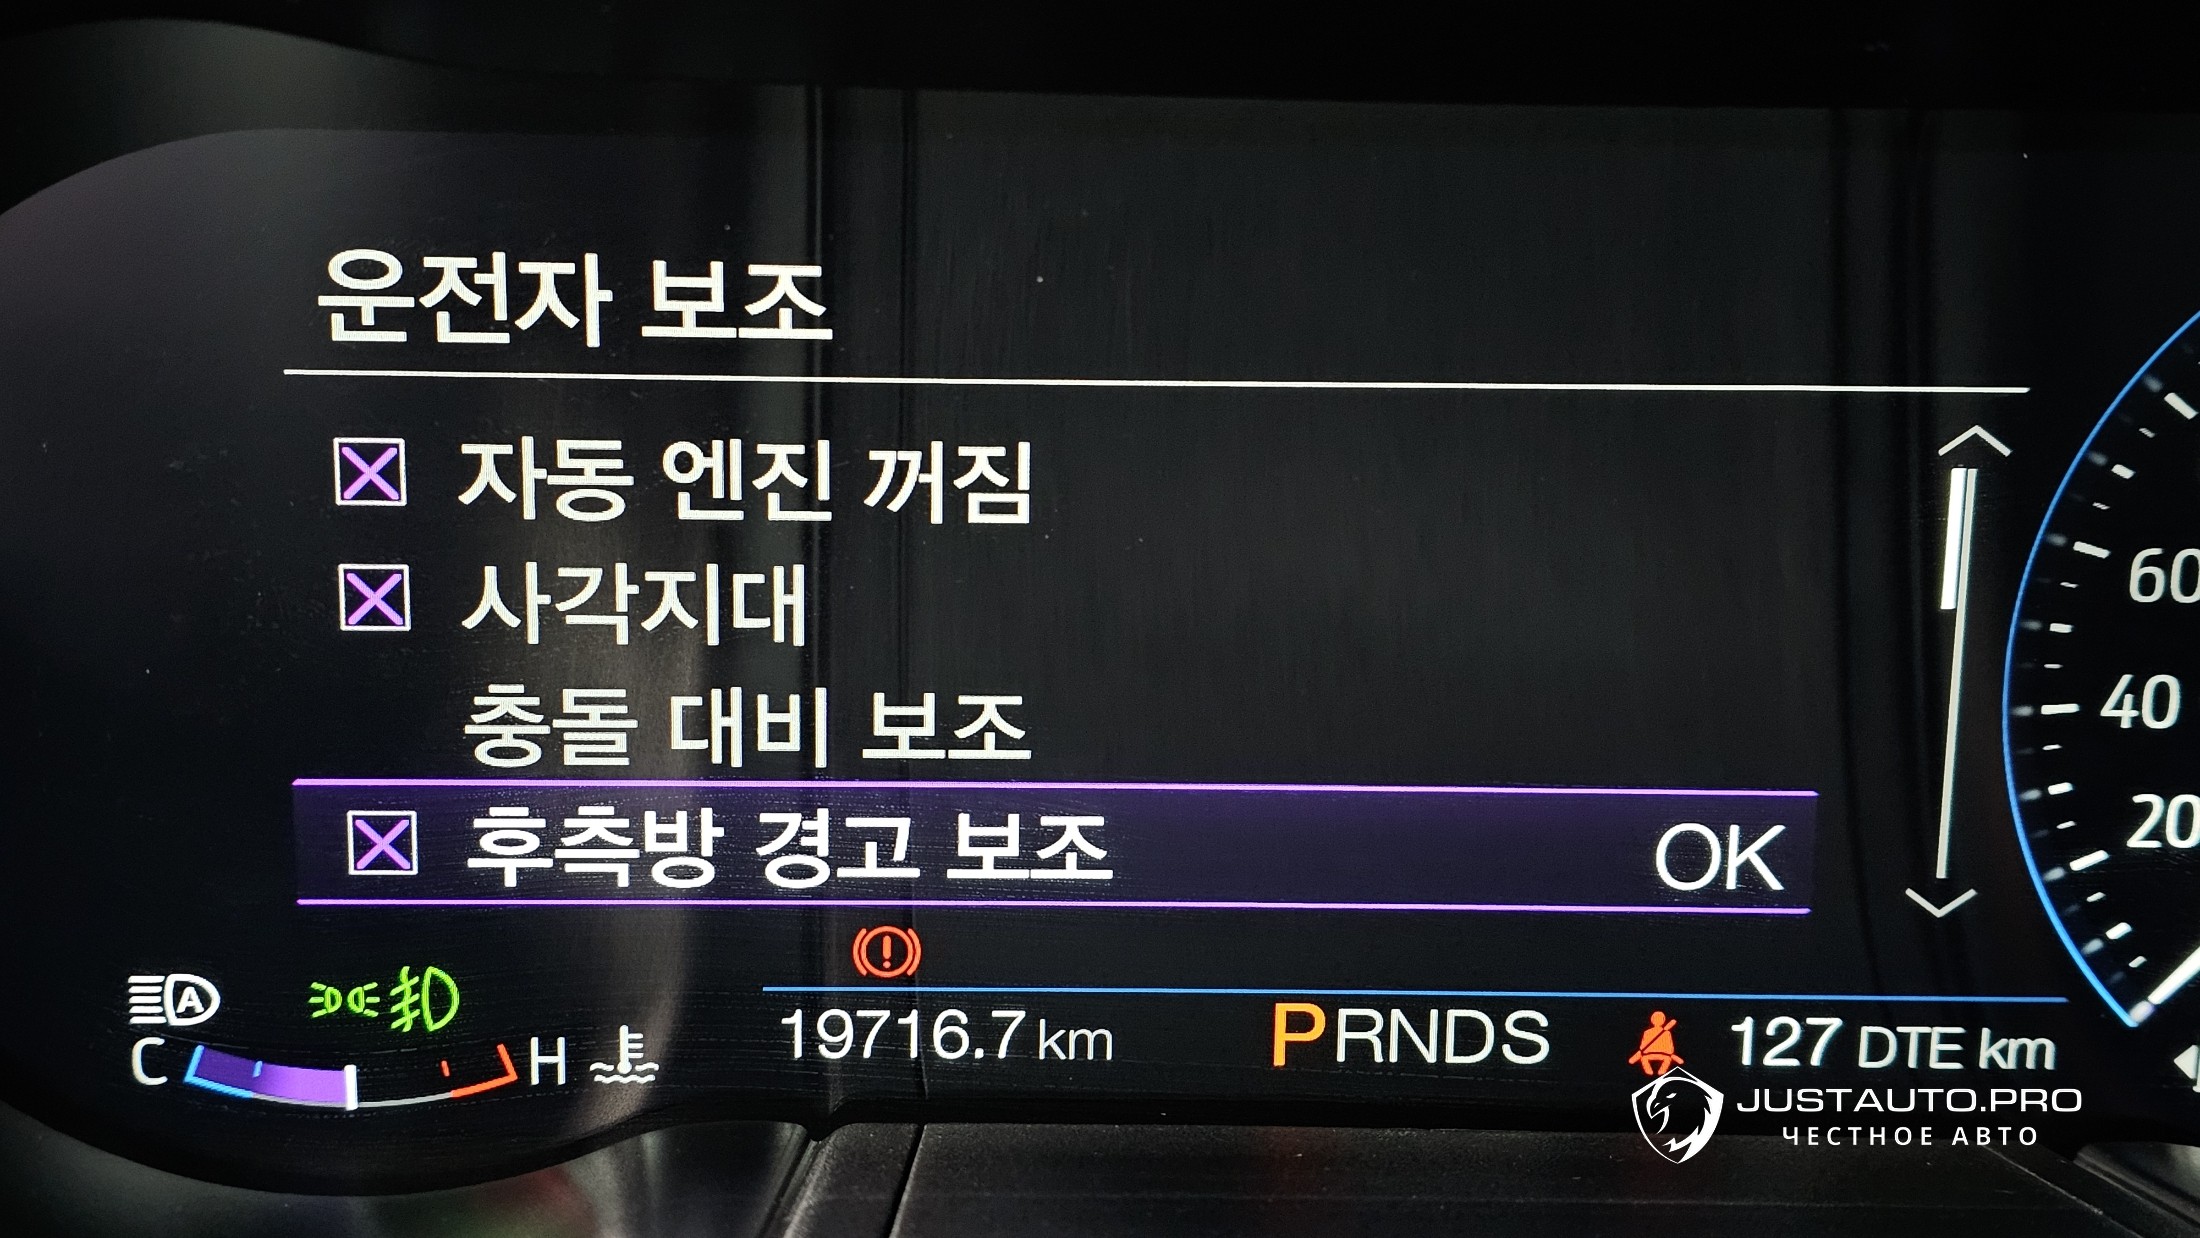 운전자 보조
자동 엔진 꺼짐
사각지대
충돌 대비 보조
후측방 경고 보조 OK
60
40
20
A
C H
19716.7 km PRNDS 127 DTE km
JUSTAUTO.PRO
ЧЕСТНОЕ АВТО